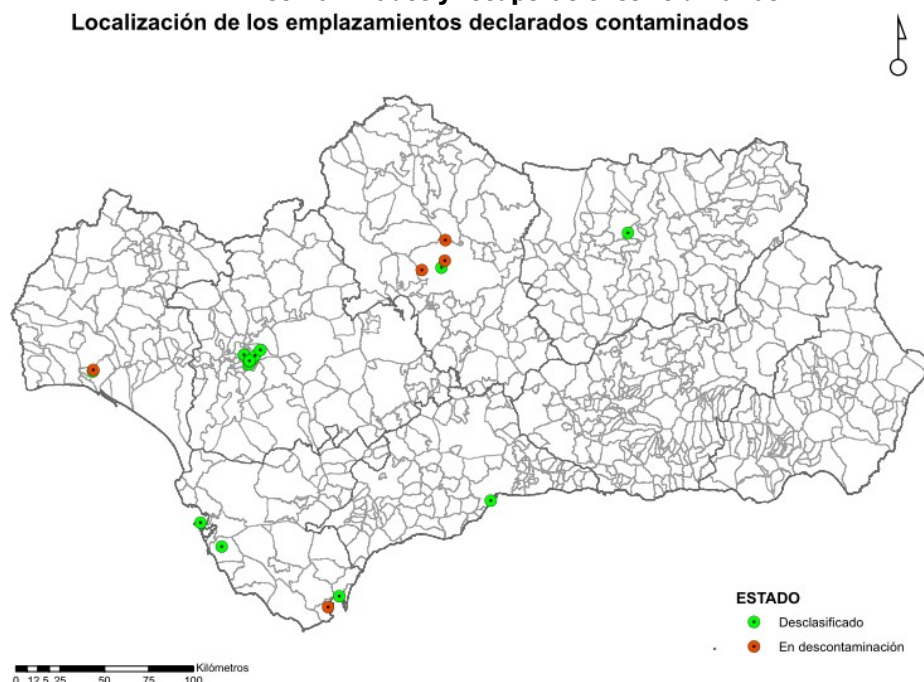 Localización de los emplazamientos declarados contaminados
ESTADO
Desclasificado
En descontaminación
Kilómetros
0 12,5 25 50 75 100